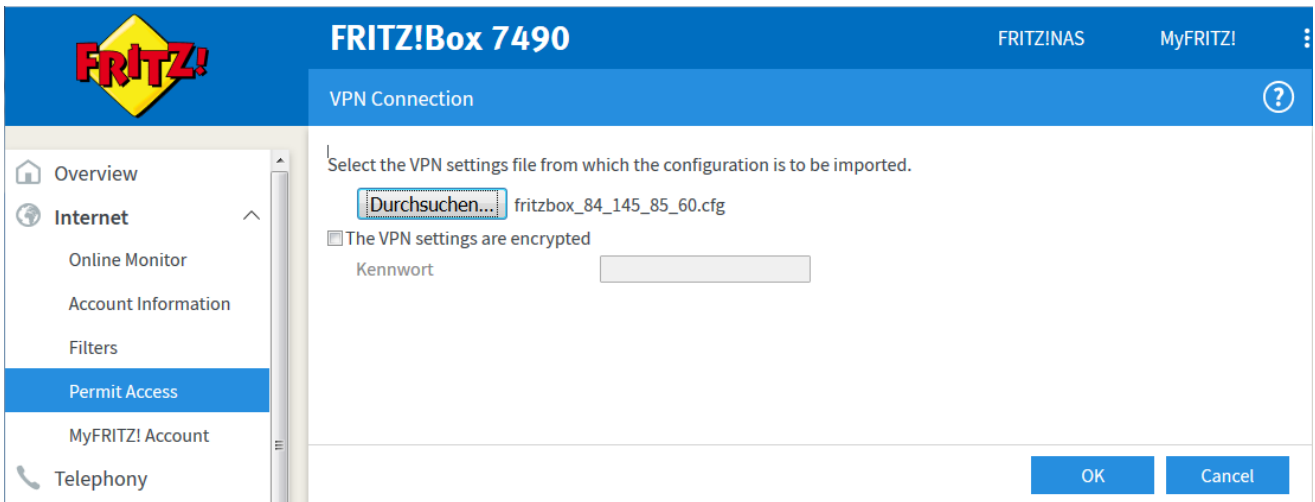 FRITZ!
FRITZ!Box 7490
FRITZ!NAS
MyFRITZ!
VPN Connection
?
Overview
Internet
Online Monitor
Account Information
Filters
Permit Access
MyFRITZ! Account
Telephony
Select the VPN settings file from which the configuration is to be imported.
Durchsuchen... fritzbox_84_145_85_60.cfg
The VPN settings are encrypted
Kennwort
OK
Cancel